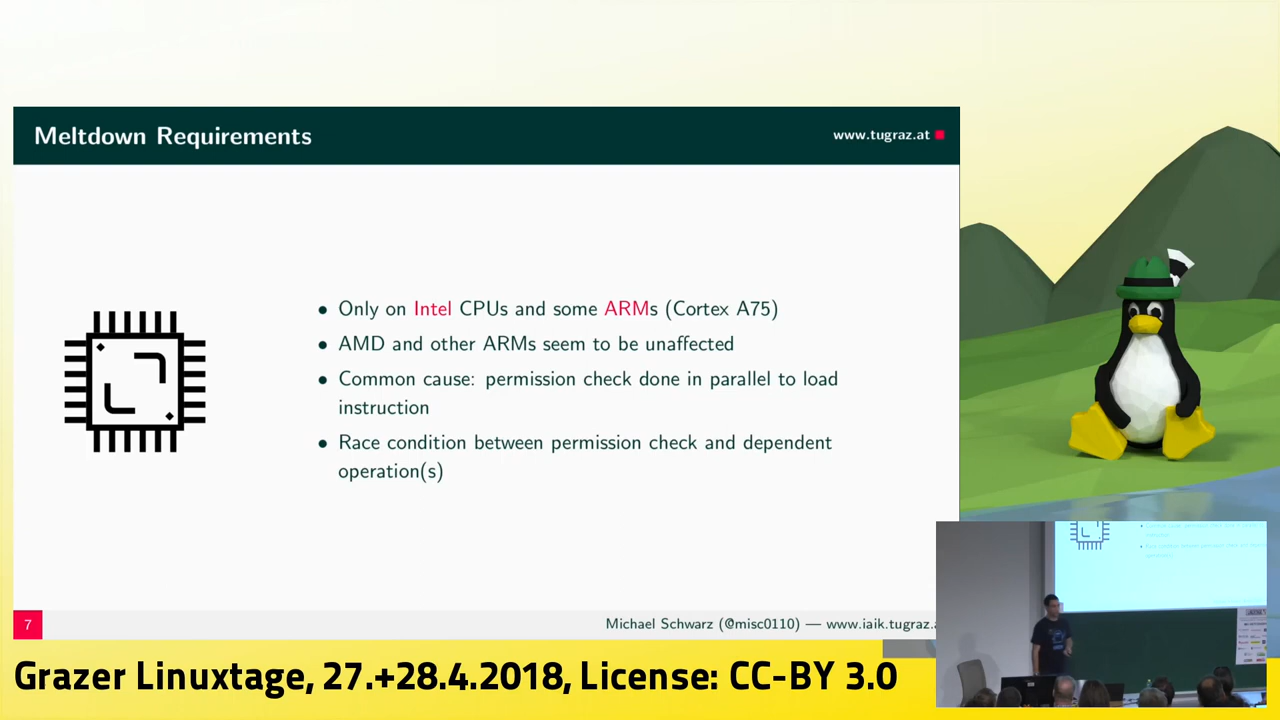 Meltdown Requirements
www.tugraz.at
• Only on Intel CPUs and some ARMs (Cortex A75)
• AMD and other ARMs seem to be unaffected
• Common cause: permission check done in parallel to load
instruction
• Race condition between permission check and dependent
operation(s)
7
Michael Schwarz (@misc0110) — www.iaik.tugraz.a
Grazer Linuxtage, 27.+28.4.2018, License: CC-BY 3.0